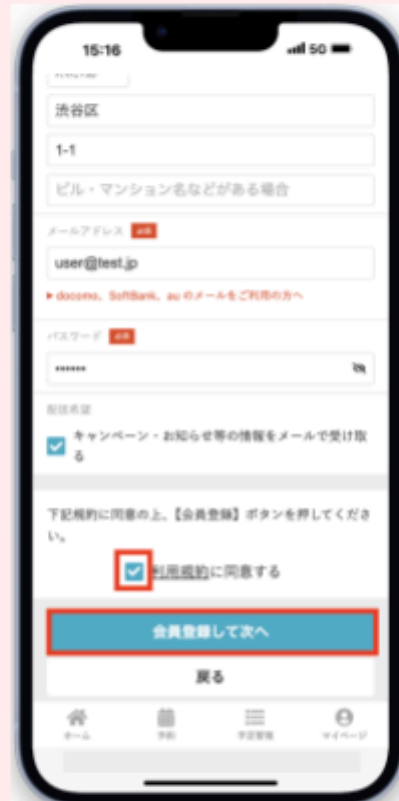 15:16
5G
渋谷区
1-1
ビル・マンション名などがある場合
メールアドレス 必須
user@test.jp
▶ docomo、SoftBank、au のメールをご利用の方へ
パスワード 必須
••••••
配信希望
キャンペーン・お知らせ等の情報をメールで受け取
る
下記規約に同意の上、【会員登録】ボタンを押してくださ
い。
利用規約に同意する
会員登録して次へ
戻る
ホーム 予約 予定管理 マイページ